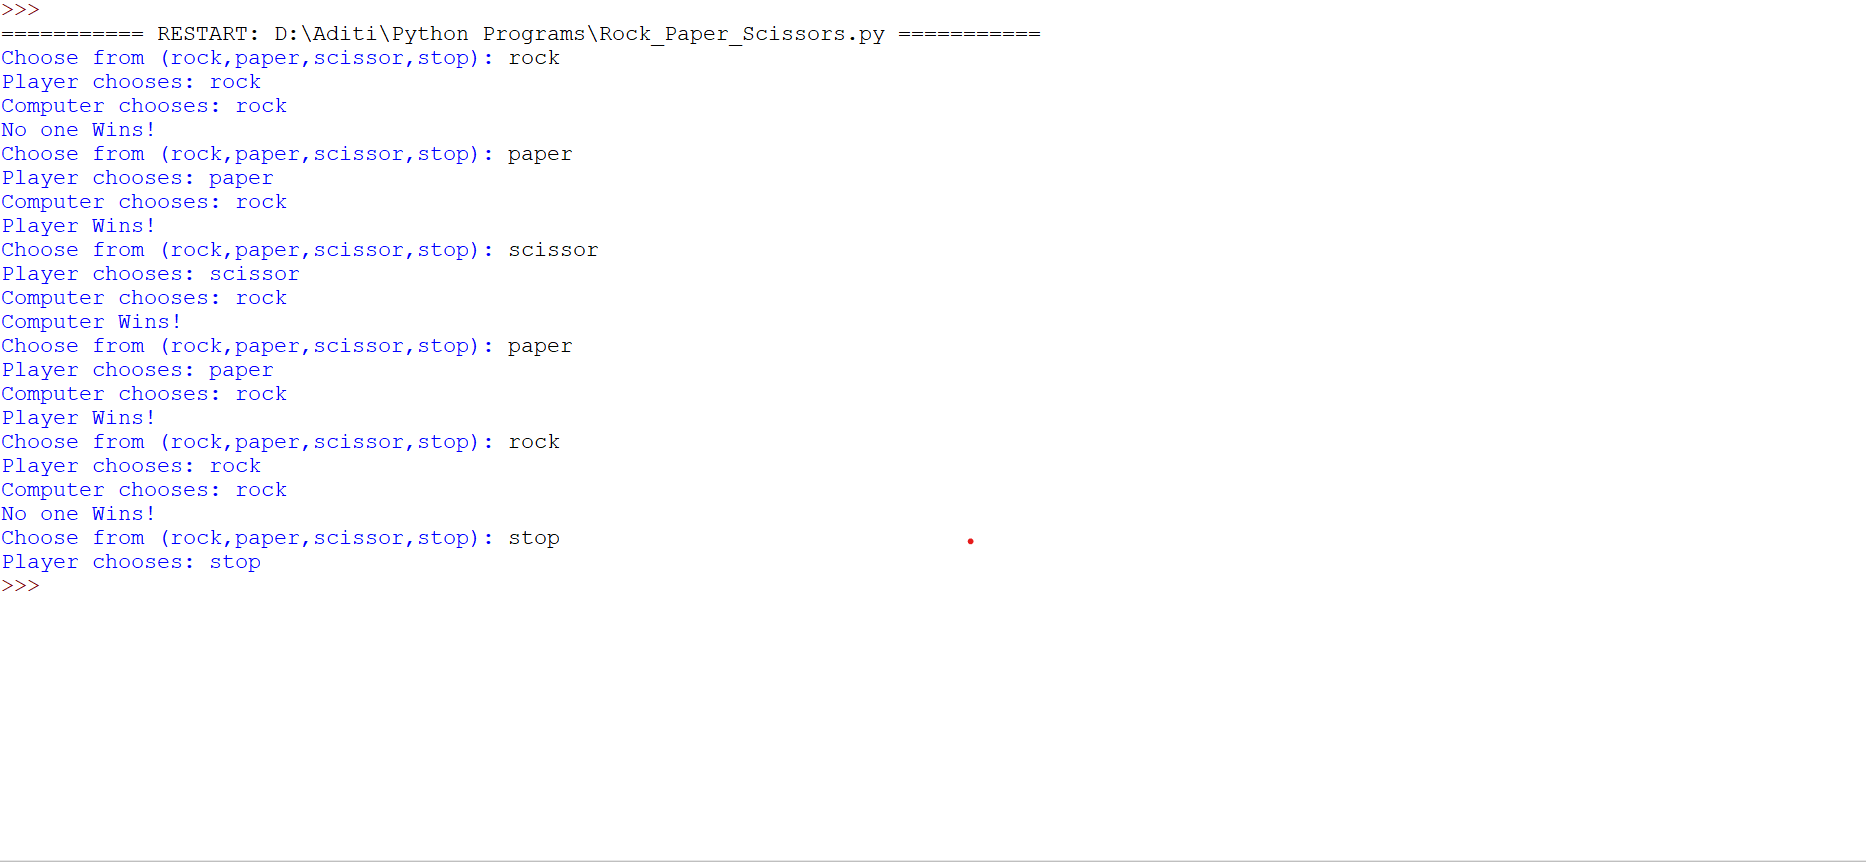 >>>
=========== RESTART: D:\Aditi\Python Programs\Rock_Paper_Scissors.py ===========
Choose from (rock,paper,scissor,stop): rock
Player chooses: rock
Computer chooses: rock
No one Wins!
Choose from (rock,paper,scissor,stop): paper
Player chooses: paper
Computer chooses: rock
Player Wins!
Choose from (rock,paper,scissor,stop): scissor
Player chooses: scissor
Computer chooses: rock
Computer Wins!
Choose from (rock,paper,scissor,stop): paper
Player chooses: paper
Computer chooses: rock
Player Wins!
Choose from (rock,paper,scissor,stop): rock
Player chooses: rock
Computer chooses: rock
No one Wins!
Choose from (rock,paper,scissor,stop): stop
Player chooses: stop
>>>